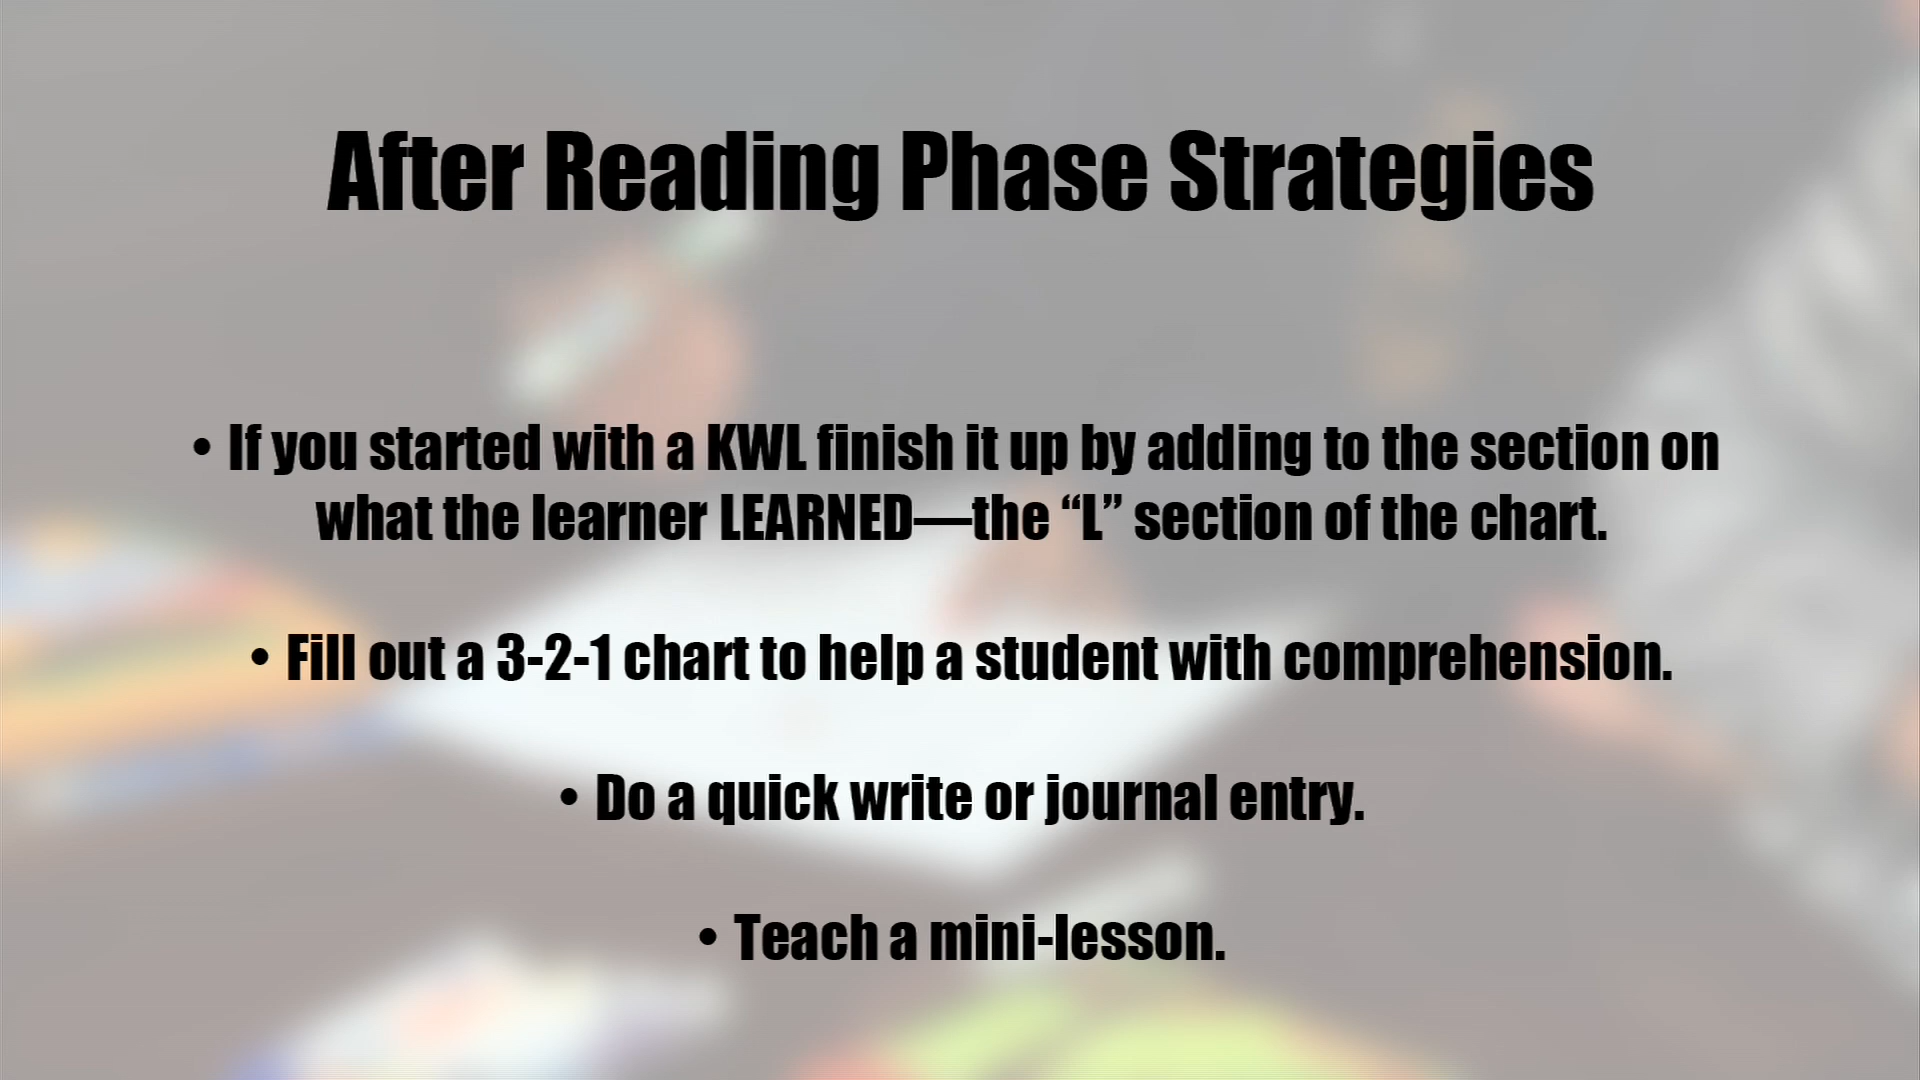 After Reading Phase Strategies
• If you started with a KWL finish it up by adding to the section on
what the learner LEARNED—the “L” section of the chart.
• Fill out a 3-2-1 chart to help a student with comprehension.
• Do a quick write or journal entry.
• Teach a mini-lesson.